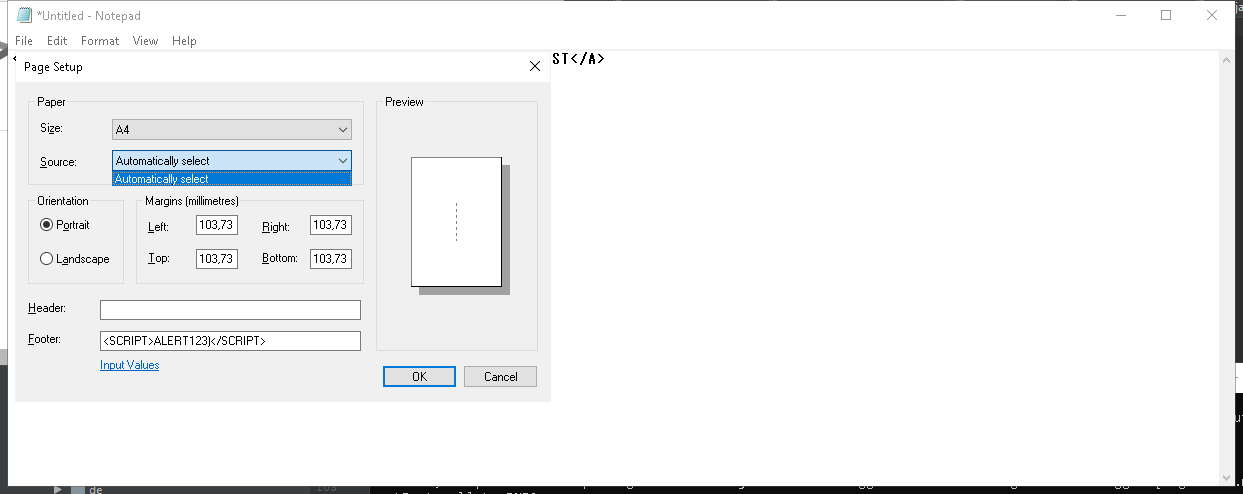 *Untitled - Notepad
File Edit Format View Help
ST</A>
Page Setup
Paper
Size: A4
Source: Automatically select
Automatically select
Preview
Orientation
Portrait
Landscape
Margins (millimetres)
Left: 103,73 Right: 103,73
Top: 103,73 Bottom: 103,73
Header:
Footer: <SCRIPT>ALERT123)</SCRIPT>
Input Values
OK Cancel
de